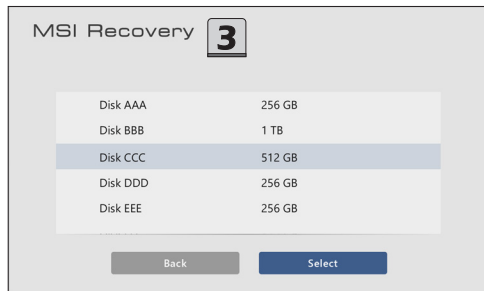 MSI Recovery 3
Disk AAA 256 GB
Disk BBB 1 TB
Disk CCC 512 GB
Disk DDD 256 GB
Disk EEE 256 GB
Back Select